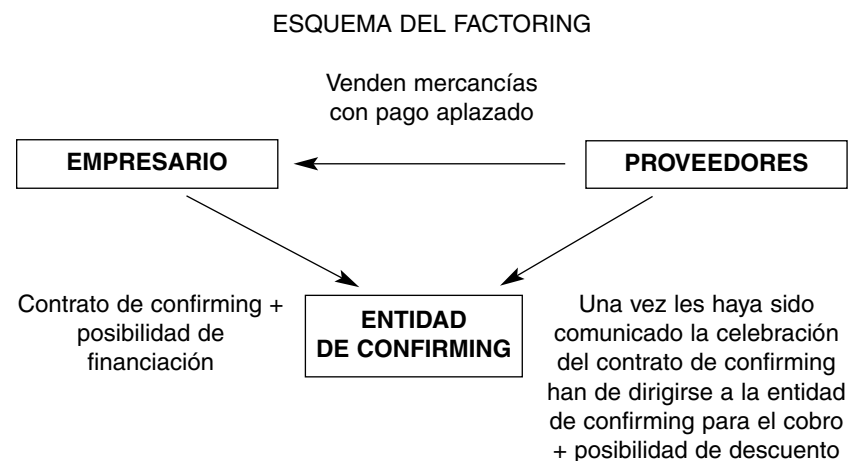 ESQUEMA DEL FACTORING
Venden mercancías
con pago aplazado
EMPRESARIO
PROVEEDORES
Contrato de confirming +
posibilidad de
financiación
ENTIDAD
DE CONFIRMING
Una vez les haya sido
comunicado la celebración
del contrato de confirming
han de dirigirse a la entidad
de confirming para el cobro
+ posibilidad de descuento